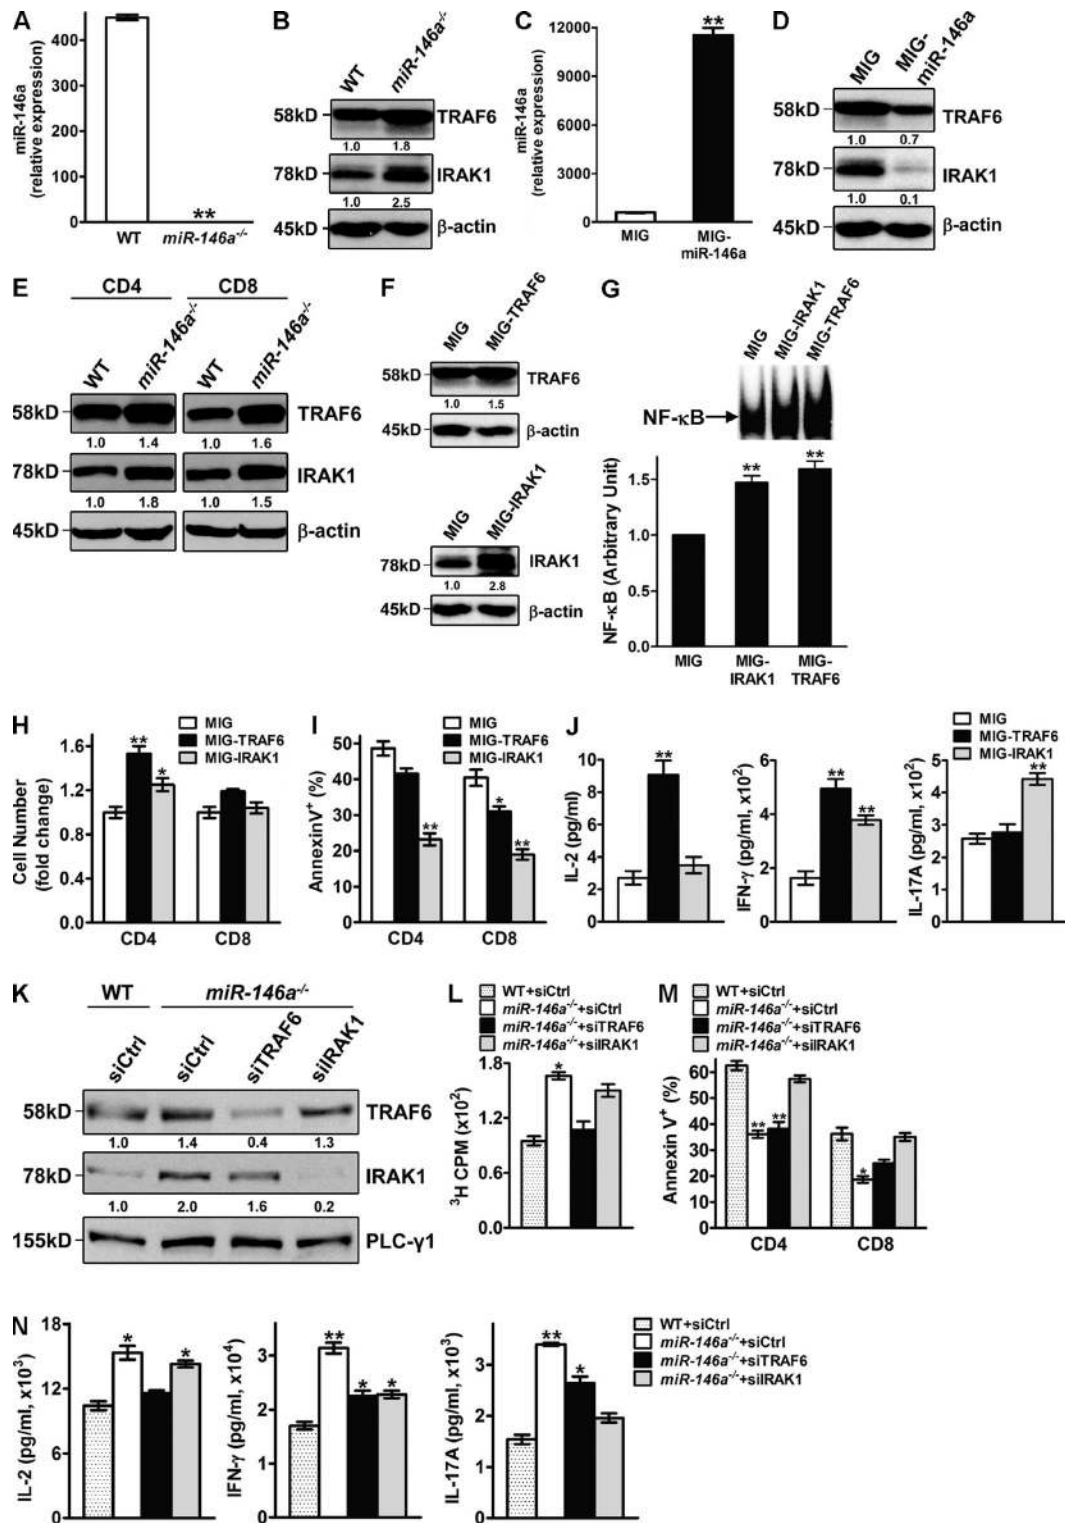 A
miR-146a
(relative expression)
450
300
200
100
0
**
WT
miR-146a-/-
B
WT
miR-146a-/-
58kD
TRAF6
1.0 1.8
78kD
IRAK1
1.0 2.5
45kD
β-actin
C
miR-146a
(relative expression)
12000
9000
6000
3000
0
**
MIG
MIG-
miR-146a
D
MIG
MIG-
miR-146a
58kD
TRAF6
1.0 0.7
78kD
IRAK1
1.0 0.1
45kD
β-actin
E
CD4 CD8
WT
miR-146a-/-
WT
miR-146a-/-
58kD
TRAF6
1.0 1.4 1.0 1.6
78kD
IRAK1
1.0 1.8 1.0 1.5
45kD
β-actin
F
MIG
MIG-TRAF6
58kD
TRAF6
1.0 1.5
45kD
β-actin
MIG
MIG-IRAK1
78kD
IRAK1
1.0 2.8
45kD
β-actin
G
MIG
MIG-IRAK1
MIG-TRAF6
NF-κB
NF-κB (Arbitrary Unit)
1.5
1.0
0.0
** **
MIG
MIG-
IRAK1
MIG-
TRAF6
H
MIG
MIG-TRAF6
MIG-IRAK1
Cell Number
(fold change)
1.6
1.2
0.8
0.4
0.0
** *
CD4 CD8
I
MIG
MIG-TRAF6
MIG-IRAK1
AnnexinV+ (%)
50
40
30
20
10
0
** * **
CD4 CD8
J
MIG
MIG-TRAF6
MIG-IRAK1
IL-2 (pg/ml)
10
8
6
4
2
0
**
IFN-γ (pg/ml, x10²)
6
4
2
0
** **
IL-17A (pg/ml, x10²)
5
4
3
2
1
0
**
K
WT miR-146a-/-
siCtrl
siCtrl
siTRAF6
siIRAK1
58kD
TRAF6
1.0 1.4 0.4 1.3
78kD
IRAK1
1.0 2.0 1.6 0.2
155kD
PLC-γ1
L
WT+siCtrl
miR-146a-/-+siCtrl
miR-146a-/-+siTRAF6
miR-146a-/-+siIRAK1
³H CPM (x10²)
1.8
1.2
0.6
0.0
*
M
WT+siCtrl
miR-146a-/-+siCtrl
miR-146a-/-+siTRAF6
miR-146a-/-+siIRAK1
Annexin V+ (%)
60
50
40
30
20
10
0
** ** *
CD4 CD8
N
IL-2 (pg/ml, x10³)
18
12
6
0
* *
IFN-γ (pg/ml, x10⁴)
3
2
1
0
** * *
IL-17A (pg/ml, x10³)
3
2
1
0
** *
WT+siCtrl
miR-146a-/-+siCtrl
miR-146a-/-+siTRAF6
miR-146a-/-+siIRAK1